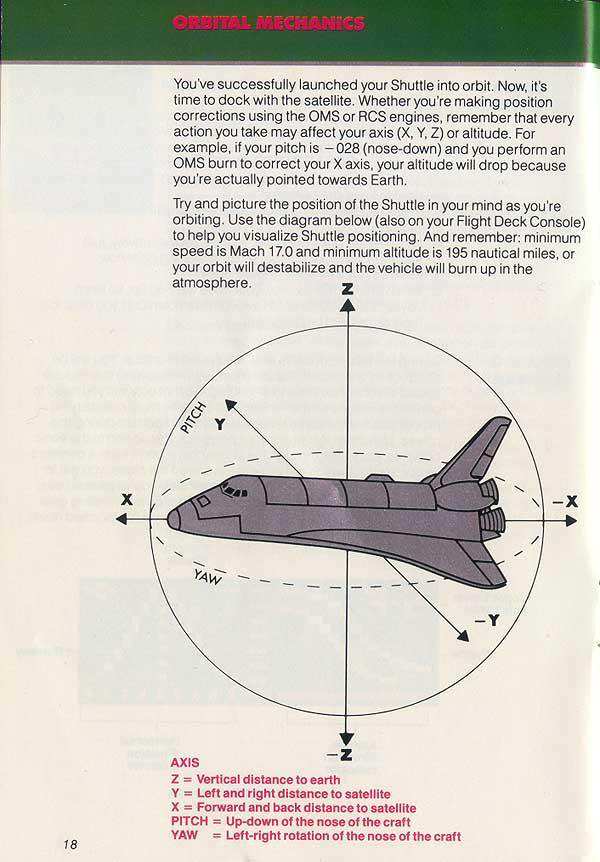 ORBITAL MECHANICS
You've successfully launched your Shuttle into orbit. Now, it's
time to dock with the satellite. Whether you're making position
corrections using the OMS or RCS engines, remember that every
action you take may affect your axis (X, Y, Z) or altitude. For
example, if your pitch is −028 (nose-down) and you perform an
OMS burn to correct your X axis, your altitude will drop because
you're actually pointed towards Earth.
Try and picture the position of the Shuttle in your mind as you're
orbiting. Use the diagram below (also on your Flight Deck Console)
to help you visualize Shuttle positioning. And remember: minimum
speed is Mach 17.0 and minimum altitude is 195 nautical miles, or
your orbit will destabilize and the vehicle will burn up in the
atmosphere.
Z
PITCH
Y
X
−X
YAW
−Y
−Z
AXIS
Z = Vertical distance to earth
Y = Left and right distance to satellite
X = Forward and back distance to satellite
PITCH = Up-down of the nose of the craft
YAW = Left-right rotation of the nose of the craft
18